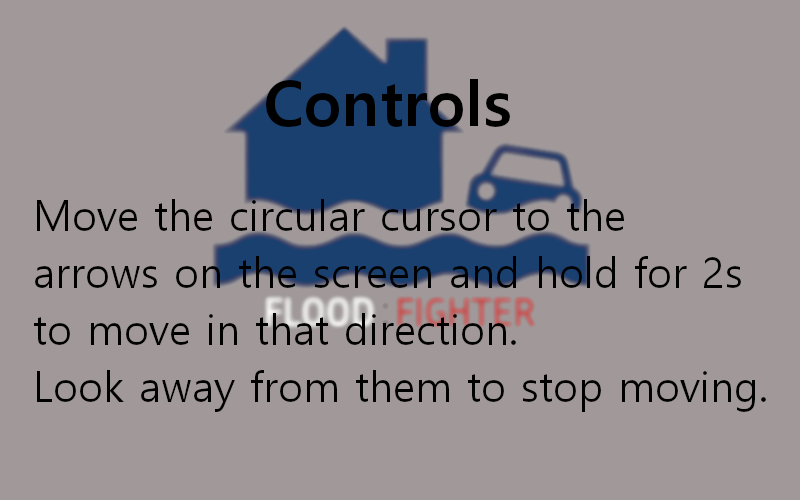 Controls
Move the circular cursor to the
arrows on the screen and hold for 2s
to move in that direction.
Look away from them to stop moving.
FLOOD:FIGHTER